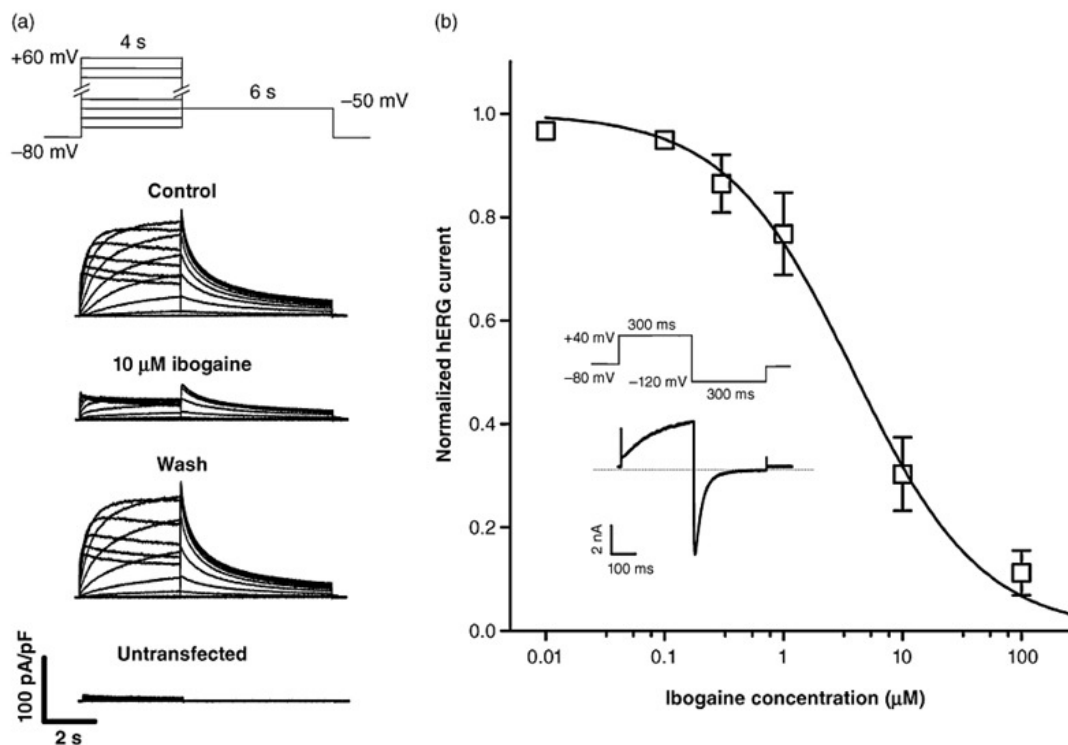 (a)
4 s
+60 mV
6 s
−50 mV
−80 mV
Control
10 μM ibogaine
Wash
Untransfected
100 pA/pF
2 s
(b)
Normalized hERG current
1.0
0.8
0.6
0.4
0.2
0.0
300 ms
+40 mV
−80 mV
−120 mV
300 ms
2 nA
100 ms
0.01 0.1 1 10 100
Ibogaine concentration (μM)